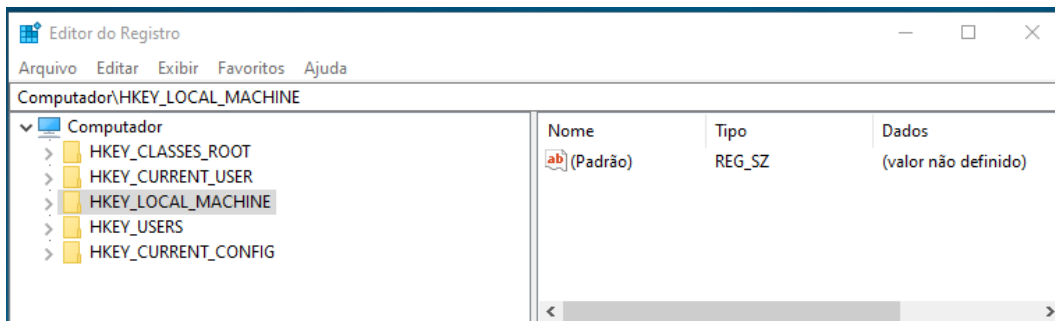 Editor do Registro
Arquivo Editar Exibir Favoritos Ajuda
Computador\HKEY_LOCAL_MACHINE
Computador
HKEY_CLASSES_ROOT
HKEY_CURRENT_USER
HKEY_LOCAL_MACHINE
HKEY_USERS
HKEY_CURRENT_CONFIG
Nome Tipo Dados
ab (Padrão) REG_SZ (valor não definido)